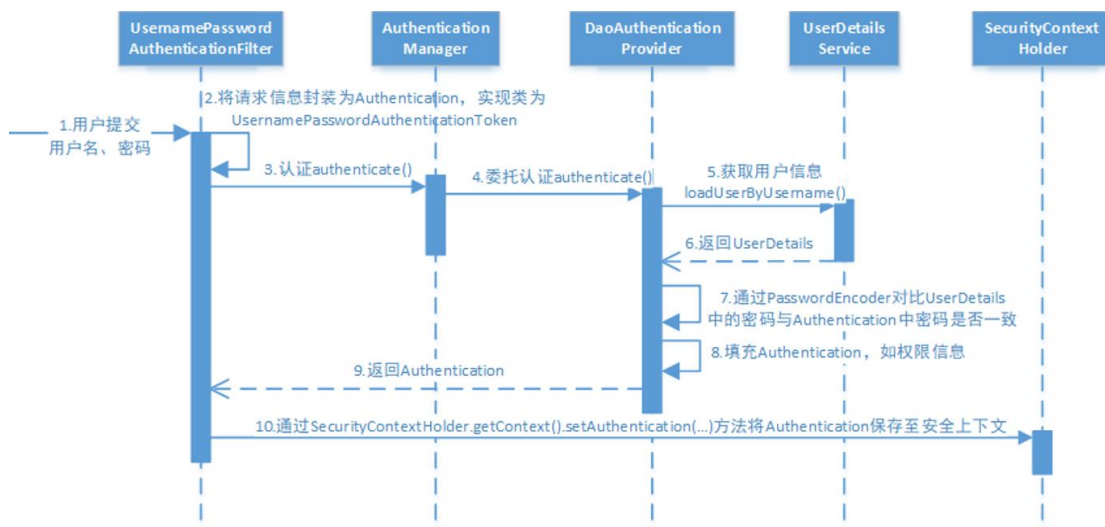 UsernamePassword
AuthenticationFilter
Authentication
Manager
DaoAuthentication
Provider
UserDetails
Service
SecurityContext
Holder
1.用户提交
用户名、密码
2.将请求信息封装为Authentication，实现类为
UsernamePasswordAuthenticationToken
3.认证authenticate()
4.委托认证authenticate()
5.获取用户信息
loadUserByUsername()
6.返回UserDetails
7.通过PasswordEncoder对比UserDetails
中的密码与Authentication中密码是否一致
8.填充Authentication，如权限信息
9.返回Authentication
10.通过SecurityContextHolder.getContext().setAuthentication(...)方法将Authentication保存至安全上下文